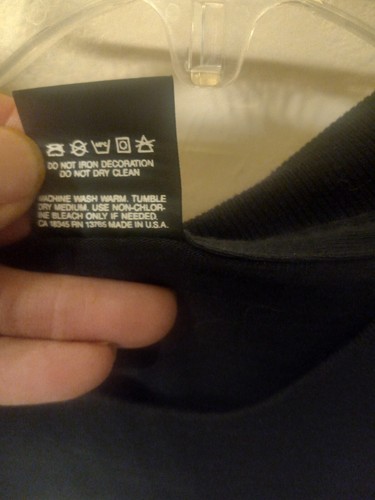 DO NOT IRON DECORATION
DO NOT DRY CLEAN
MACHINE WASH WARM. TUMBLE
DRY MEDIUM. USE NON-CHLOR-
INE BLEACH ONLY IF NEEDED.
CA 16345 RN 13765 MADE IN U.S.A.